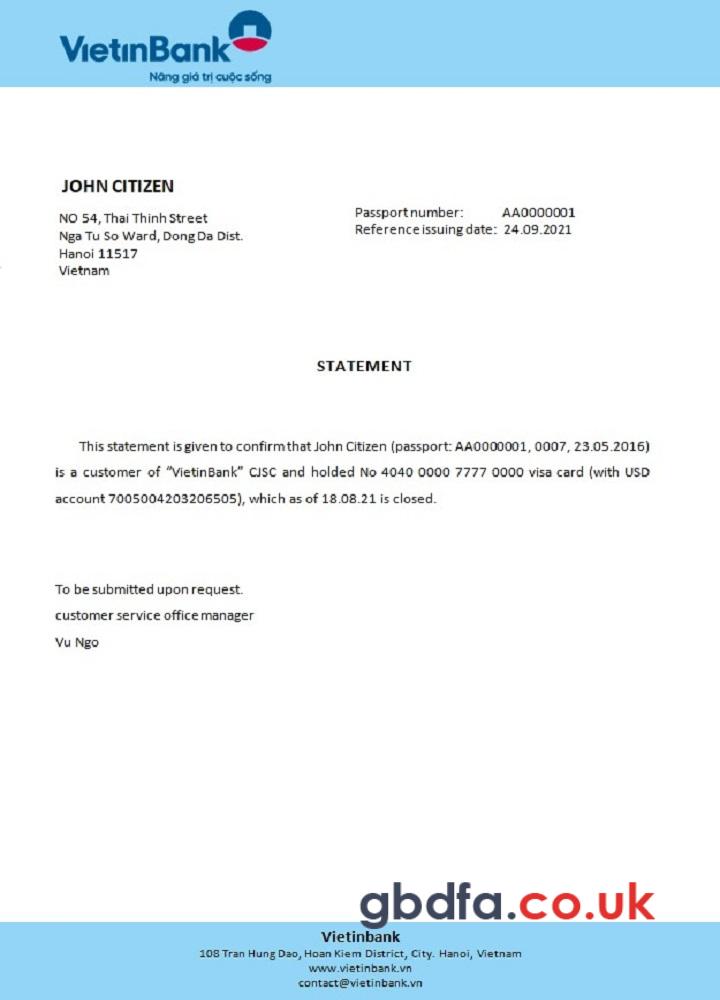 VietinBank
Nâng giá trị cuộc sống
JOHN CITIZEN
NO 54, Thai Thinh Street
Nga Tu So Ward, Dong Da Dist.
Hanoi 11517
Vietnam
Passport number: AA0000001
Reference issuing date: 24.09.2021
STATEMENT
This statement is given to confirm that John Citizen (passport: AA0000001, 0007, 23.05.2016)
is a customer of “VietinBank” CJSC and holded No 4040 0000 7777 0000 visa card (with USD
account 7005004203206505), which as of 18.08.21 is closed.
To be submitted upon request.
customer service office manager
Vu Ngo
gbdfa.co.uk
Vietinbank
108 Tran Hung Dao, Hoan Kiem District, City. Hanoi, Vietnam
www.vietinbank.vn
contact@vietinbank.vn